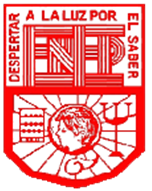 DESPERTAR A LA LUZ POR EL SABER
ENP